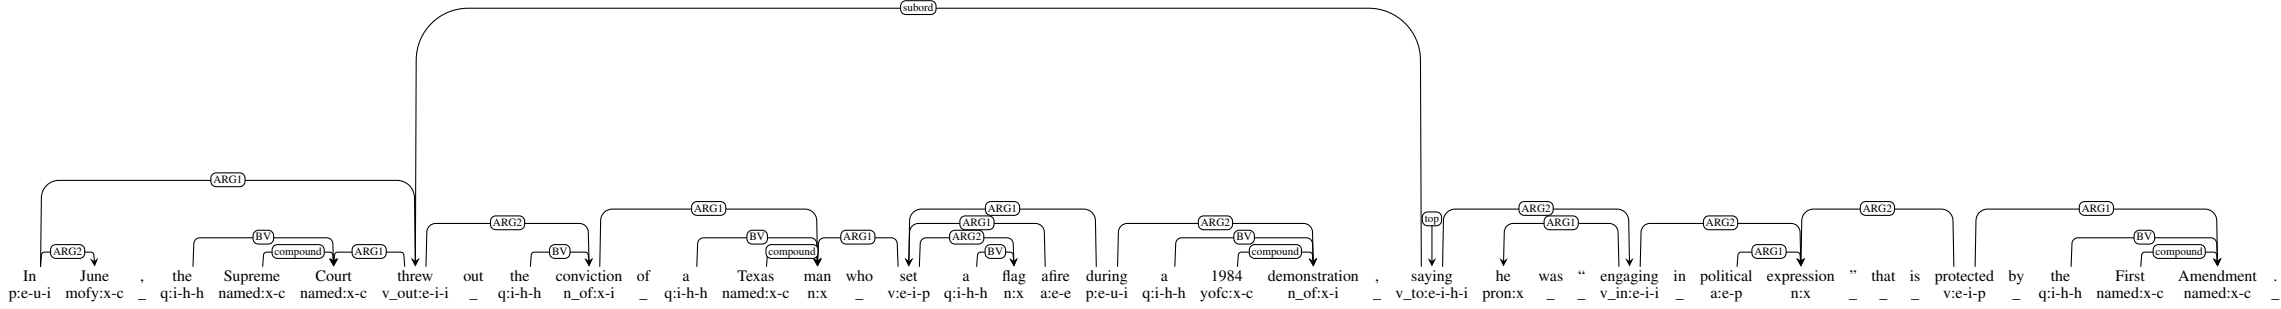 subord
ARG1
ARG1 ARG1 ARG2
ARG2 ARG1 ARG2 top ARG1 ARG2 ARG2 ARG1
BV BV ARG1 ARG2 BV BV
ARG2 compound ARG1 BV compound BV compound ARG1 compound
In June , the Supreme Court threw out the conviction of a Texas man who set a flag afire during a 1984 demonstration , saying he was “ engaging in political expression ” that is protected by the First Amendment .
p:e-u-i mofy:x-c _ q:i-h-h named:x-c named:x-c v_out:e-i-i _ q:i-h-h n_of:x-i _ q:i-h-h named:x-c n:x _ v:e-i-p q:i-h-h n:x a:e-e p:e-u-i q:i-h-h yofc:x-c n_of:x-i _ v_to:e-i-h-i pron:x _ _ v_in:e-i-i _ a:e-p n:x _ _ _ v:e-i-p _ q:i-h-h named:x-c named:x-c _